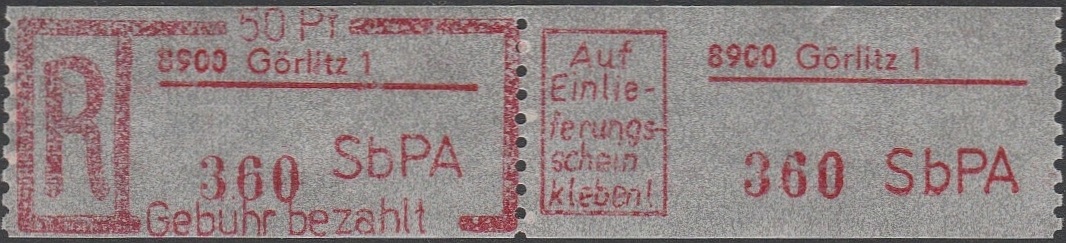 50 Pf
R
8900 Görlitz 1
360 SbPA
Gebühr bezahlt
Auf
Einlie-
ferungs-
schein
kleben!
8900 Görlitz 1
360 SbPA